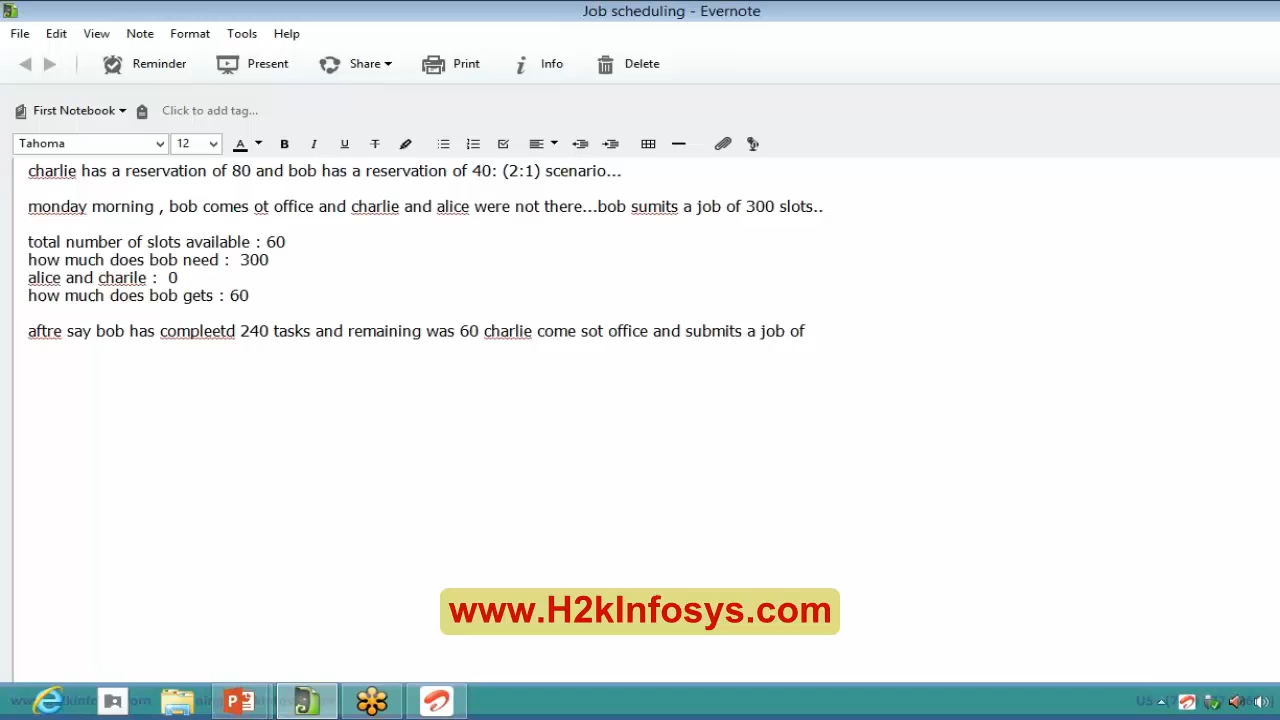 Job scheduling - Evernote
File Edit View Note Format Tools Help
Reminder Present Share Print Info Delete
First Notebook Click to add tag...
Tahoma 12 A B I U T
charlie has a reservation of 80 and bob has a reservation of 40: (2:1) scenario...
monday morning , bob comes ot office and charlie and alice were not there...bob sumits a job of 300 slots..
total number of slots available : 60
how much does bob need : 300
alice and charile : 0
how much does bob gets : 60
aftre say bob has compleetd 240 tasks and remaining was 60 charlie come sot office and submits a job of
www.H2kInfosys.com
US